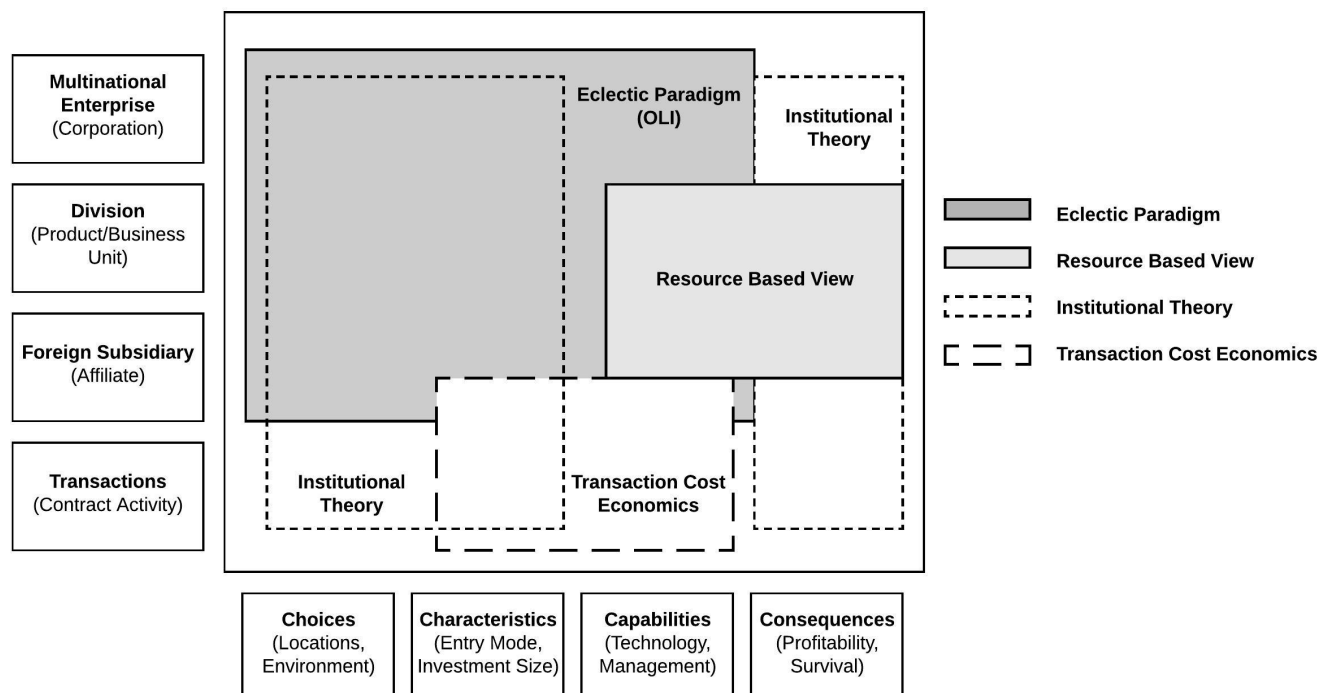 Multinational
Enterprise
(Corporation)
Division
(Product/Business
Unit)
Foreign Subsidiary
(Affiliate)
Transactions
(Contract Activity)
Eclectic Paradigm
(OLI)
Institutional
Theory
Resource Based View
Institutional
Theory
Transaction Cost
Economics
Eclectic Paradigm
Resource Based View
Institutional Theory
Transaction Cost Economics
Choices
(Locations,
Environment)
Characteristics
(Entry Mode,
Investment Size)
Capabilities
(Technology,
Management)
Consequences
(Profitability,
Survival)